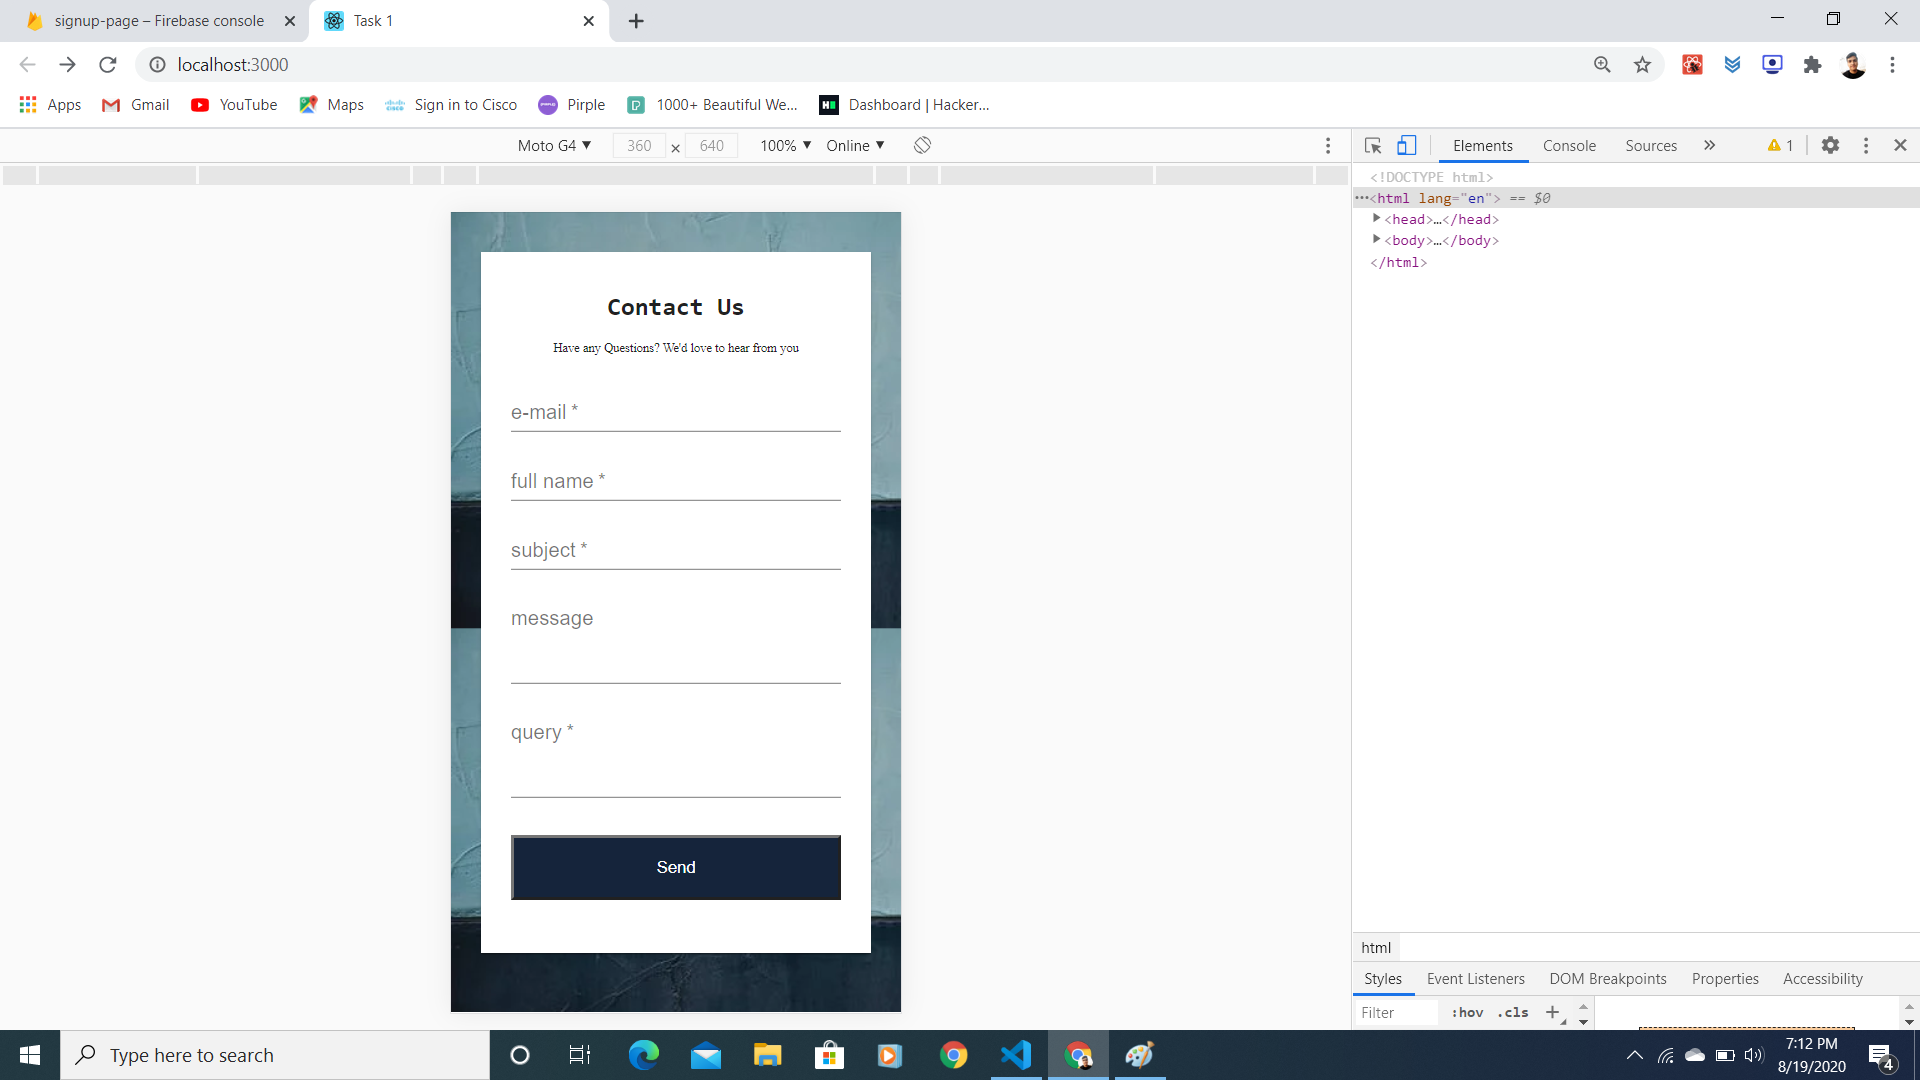 signup-page – Firebase console
Task 1
localhost:3000
Apps
Gmail
YouTube
Maps
Sign in to Cisco
Pirple
1000+ Beautiful We...
Dashboard | Hacker...
Moto G4 ▼ 360 × 640 100% ▼ Online ▼
Elements Console Sources » 1
Contact Us
Have any Questions? We'd love to hear from you
e-mail *
full name *
subject *
message
query *
Send
<!DOCTYPE html>
…<html lang="en"> == $0
<head>…</head>
<body>…</body>
</html>
html
Styles Event Listeners DOM Breakpoints Properties Accessibility
Filter :hov .cls +
Type here to search
7:12 PM
8/19/2020
4